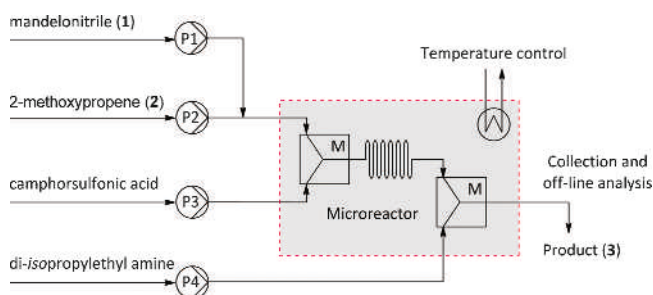 mandelonitrile (1)
P1
Temperature control
2-methoxypropene (2)
P2
M
Collection and
off-line analysis
camphorsulfonic acid
P3
M
Microreactor
Product (3)
di-isopropylethyl amine
P4